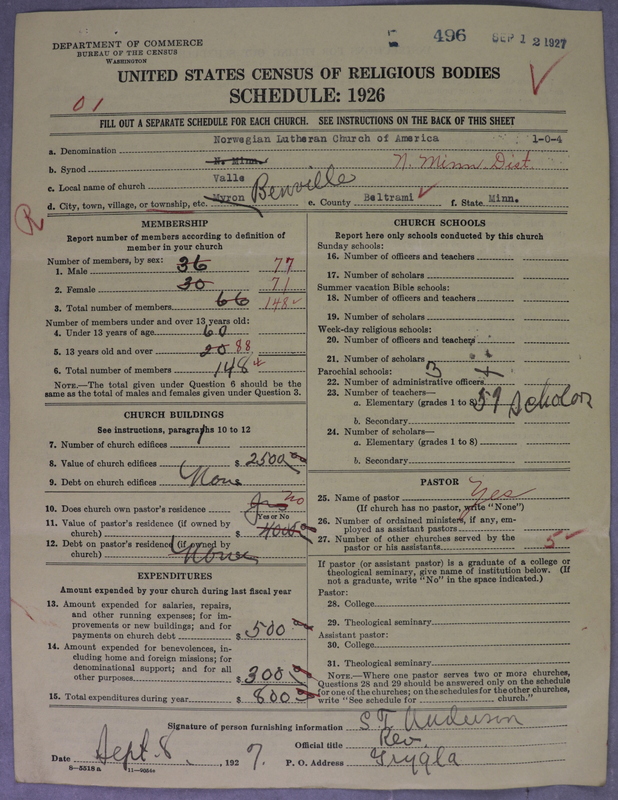 496 SEP 12 1927
DEPARTMENT OF COMMERCE
BUREAU OF THE CENSUS
WASHINGTON
UNITED STATES CENSUS OF RELIGIOUS BODIES
SCHEDULE: 1926
01
FILL OUT A SEPARATE SCHEDULE FOR EACH CHURCH. SEE INSTRUCTIONS ON THE BACK OF THIS SHEET
a. Denomination Norwegian Lutheran Church of America 1-0-4
b. Synod N. Minn. N. Minn. Dist.
c. Local name of church Valle
d. City, town, village, or township, etc. Myron Benville e. County Beltrami f. State Minn.
R
MEMBERSHIP
Report number of members according to definition of
member in your church
Number of members, by sex:
1. Male 36 77
2. Female 30 71
3. Total number of members 66 148
Number of members under and over 13 years old:
4. Under 13 years of age 60
5. 13 years old and over 20 88
6. Total number of members 148
NOTE.—The total given under Question 6 should be the
same as the total of males and females given under Question 3.
CHURCH BUILDINGS
See instructions, paragraphs 10 to 12
7. Number of church edifices 1
8. Value of church edifices $ 2500
9. Debt on church edifices None
10. Does church own pastor's residence? no
Yes or No
11. Value of pastor's residence (if owned by
church) $
12. Debt on pastor's residence (if owned by
church) None
EXPENDITURES
Amount expended by your church during last fiscal year
13. Amount expended for salaries, repairs,
and other running expenses; for im-
provements or new buildings; and for
payments on church debt $ 500
14. Amount expended for benevolences, in-
cluding home and foreign missions; for
denominational support; and for all
other purposes $ 300
15. Total expenditures during year $ 800
CHURCH SCHOOLS
Report here only schools conducted by this church
Sunday schools:
16. Number of officers and teachers
17. Number of scholars
Summer vacation Bible schools:
18. Number of officers and teachers
19. Number of scholars
Week-day religious schools:
20. Number of officers and teachers
21. Number of scholars
Parochial schools:
22. Number of administrative officers
23. Number of teachers—
a. Elementary (grades 1 to 8) 59 Scholar
b. Secondary
24. Number of scholars—
a. Elementary (grades 1 to 8)
b. Secondary
PASTOR
25. Name of pastor Yes
(If church has no pastor, write "None")
26. Number of ordained ministers, if any, em-
ployed as assistant pastors
27. Number of other churches served by the
pastor or his assistants 5
If pastor (or assistant pastor) is a graduate of a college or
theological seminary, give name of institution below. (If
not a graduate, write "No" in the space indicated.)
Pastor:
28. College
29. Theological seminary
Assistant pastor:
30. College
31. Theological seminary
NOTE.—Where one pastor serves two or more churches,
Questions 28 and 29 should be answered only on the schedule
for one of the churches; on the schedules for the other churches,
write "See schedule for church."
Signature of person furnishing information S. T. Anderson
Official title Rev.
Date Sept. 8, 1927. P. O. Address Grygla
8-5518a 11-9054